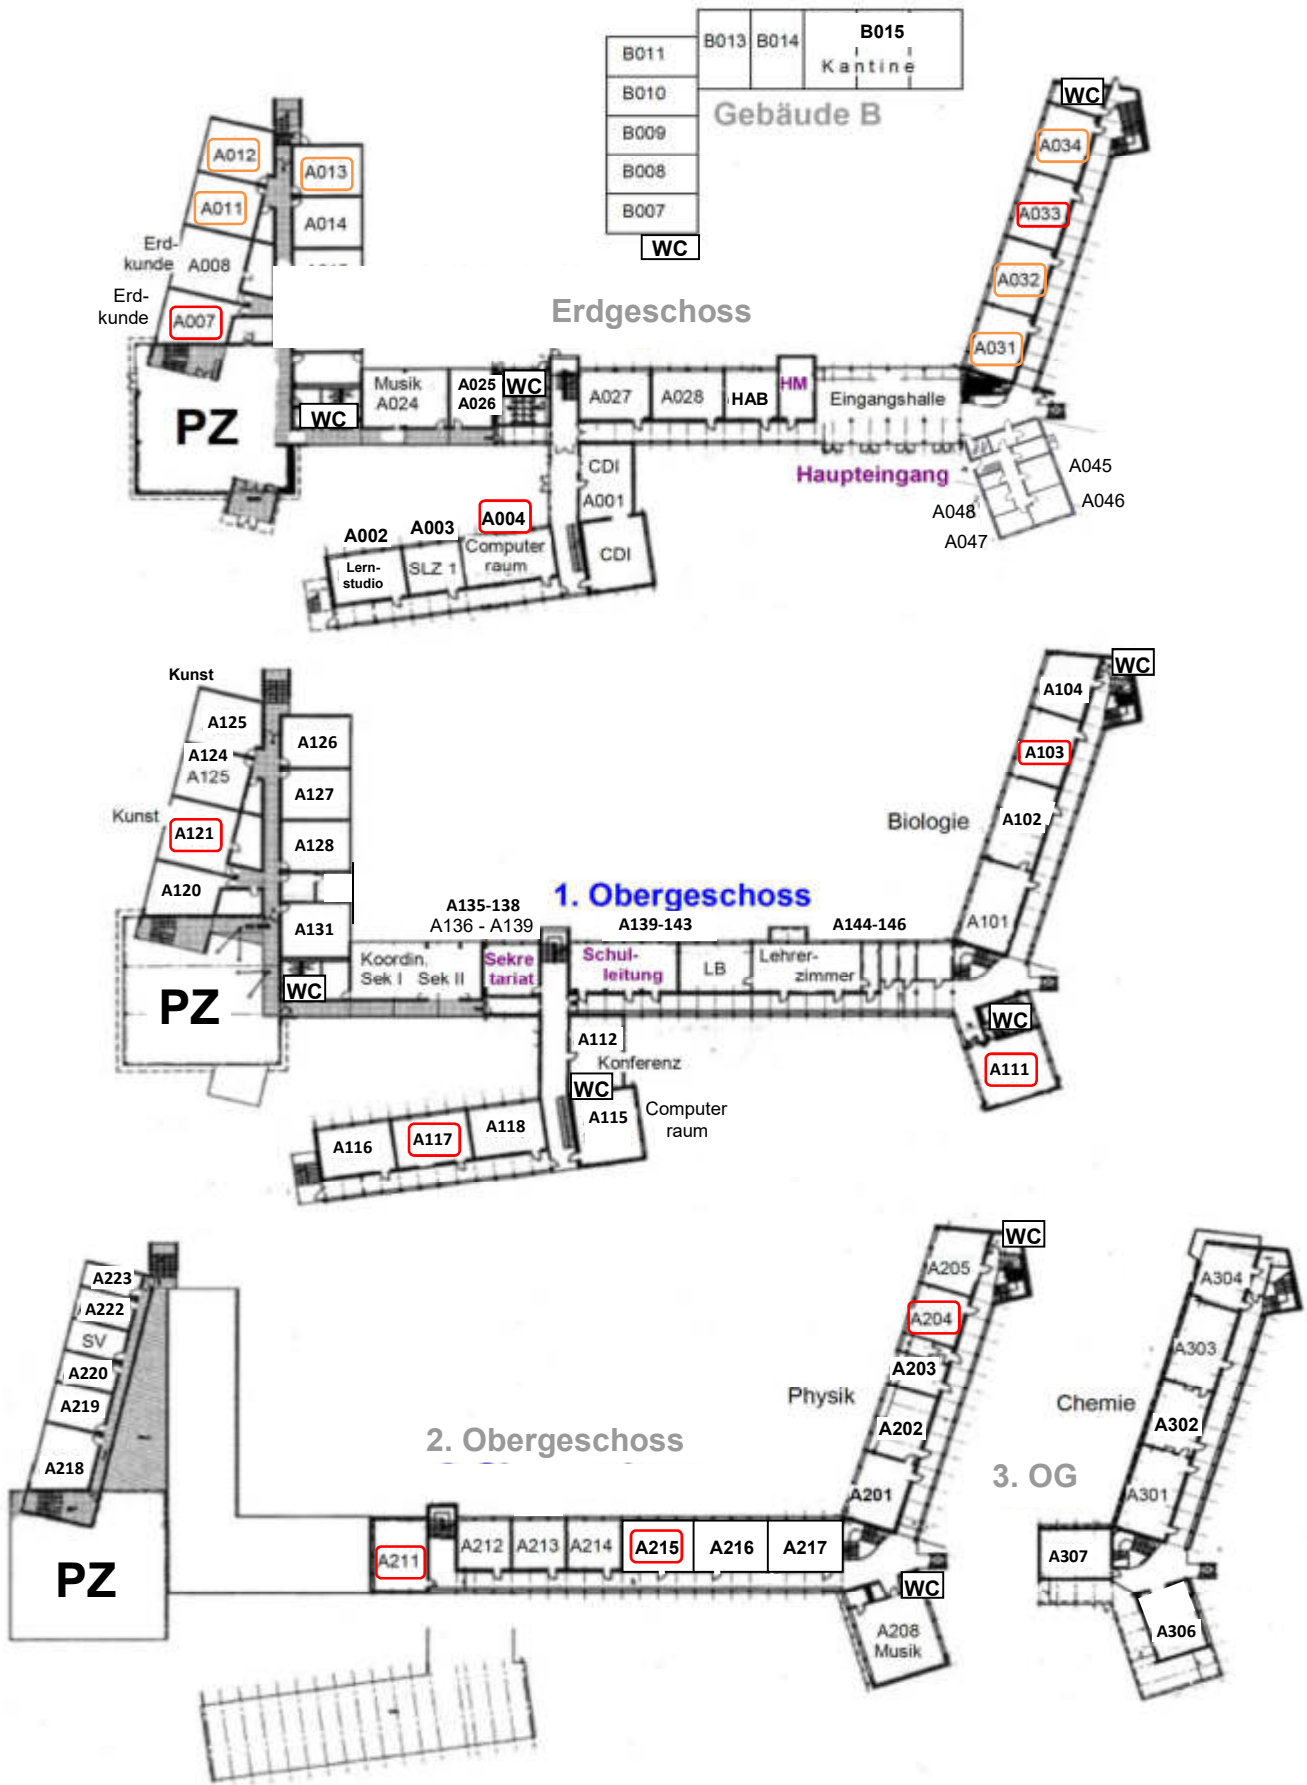 B011
B013
B014
B015
Kantine
B010
B009
B008
B007
WC
Gebäude B
WC
A034
A033
A032
A031
A012
A013
A011
A014
Erd-
kunde
A008
Erd-
kunde
A007
Erdgeschoss
PZ
WC
Musik
A024
A025
A026
WC
A027
A028
HAB
HM
Eingangshalle
Haupteingang
A045
A046
A048
A047
CDI
A001
CDI
A002
A003
A004
Lern-
studio
SLZ 1
Computer
raum
Kunst
A125
A124
A125
A126
A127
Kunst
A121
A128
A120
A131
WC
A104
A103
Biologie
A102
A101
1. Obergeschoss
A135-138
A136 - A139
A139-143
A144-146
Koordin.
Sek I Sek II
Sekre
tariat
Schul-
leitung
LB
Lehrer-
zimmer
PZ
WC
WC
A111
A112
Konferenz
WC
A115
Computer
raum
A116
A117
A118
A223
A222
SV
A220
A219
A218
WC
A205
A204
A203
Physik
A202
A201
A304
A303
Chemie
A302
A301
2. Obergeschoss
3. OG
PZ
A211
A212
A213
A214
A215
A216
A217
WC
A208
Musik
A307
A306